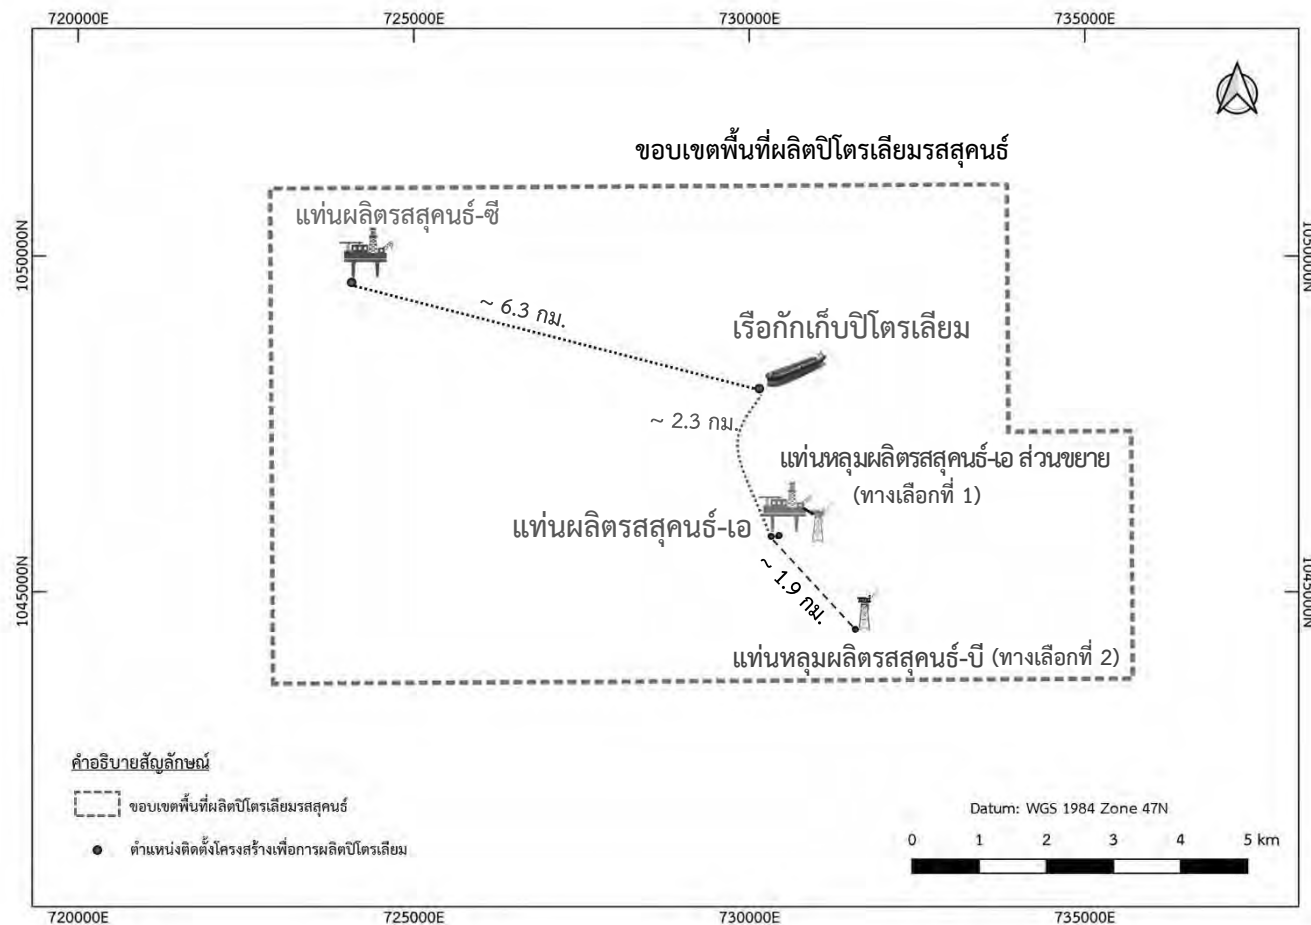 720000E 725000E 730000E 735000E
ขอบเขตพื้นที่ผลิตปิโตรเลียมรสสุคนธ์
แท่นผลิตรสสุคนธ์-ซี
1050000N
1050000N
~ 6.3 กม.
เรือกักเก็บปิโตรเลียม
~ 2.3 กม.
แท่นหลุมผลิตรสสุคนธ์-เอ ส่วนขยาย
(ทางเลือกที่ 1)
แท่นผลิตรสสุคนธ์-เอ
~ 1.9 กม.
1045000N
1045000N
แท่นหลุมผลิตรสสุคนธ์-บี (ทางเลือกที่ 2)
คำอธิบายสัญลักษณ์
ขอบเขตพื้นที่ผลิตปิโตรเลียมรสสุคนธ์
ตำแหน่งติดตั้งโครงสร้างเพื่อการผลิตปิโตรเลียม
Datum: WGS 1984 Zone 47N
0 1 2 3 4 5 km
720000E 725000E 730000E 735000E